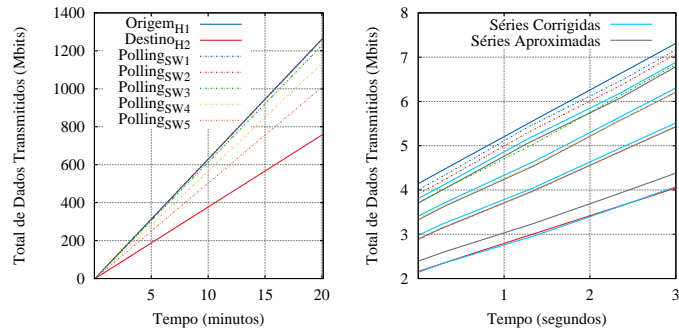 Total de Dados Transmitidos (Mbits)
1400
1200
1000
800
600
400
200
0
Origem_H1
Destino_H2
Polling_SW1
Polling_SW2
Polling_SW3
Polling_SW4
Polling_SW5
5 10 15 20
Tempo (minutos)
Total de Dados Transmitidos (Mbits)
8
7
6
5
4
3
2
Séries Corrigidas
Séries Aproximadas
1 2 3
Tempo (segundos)